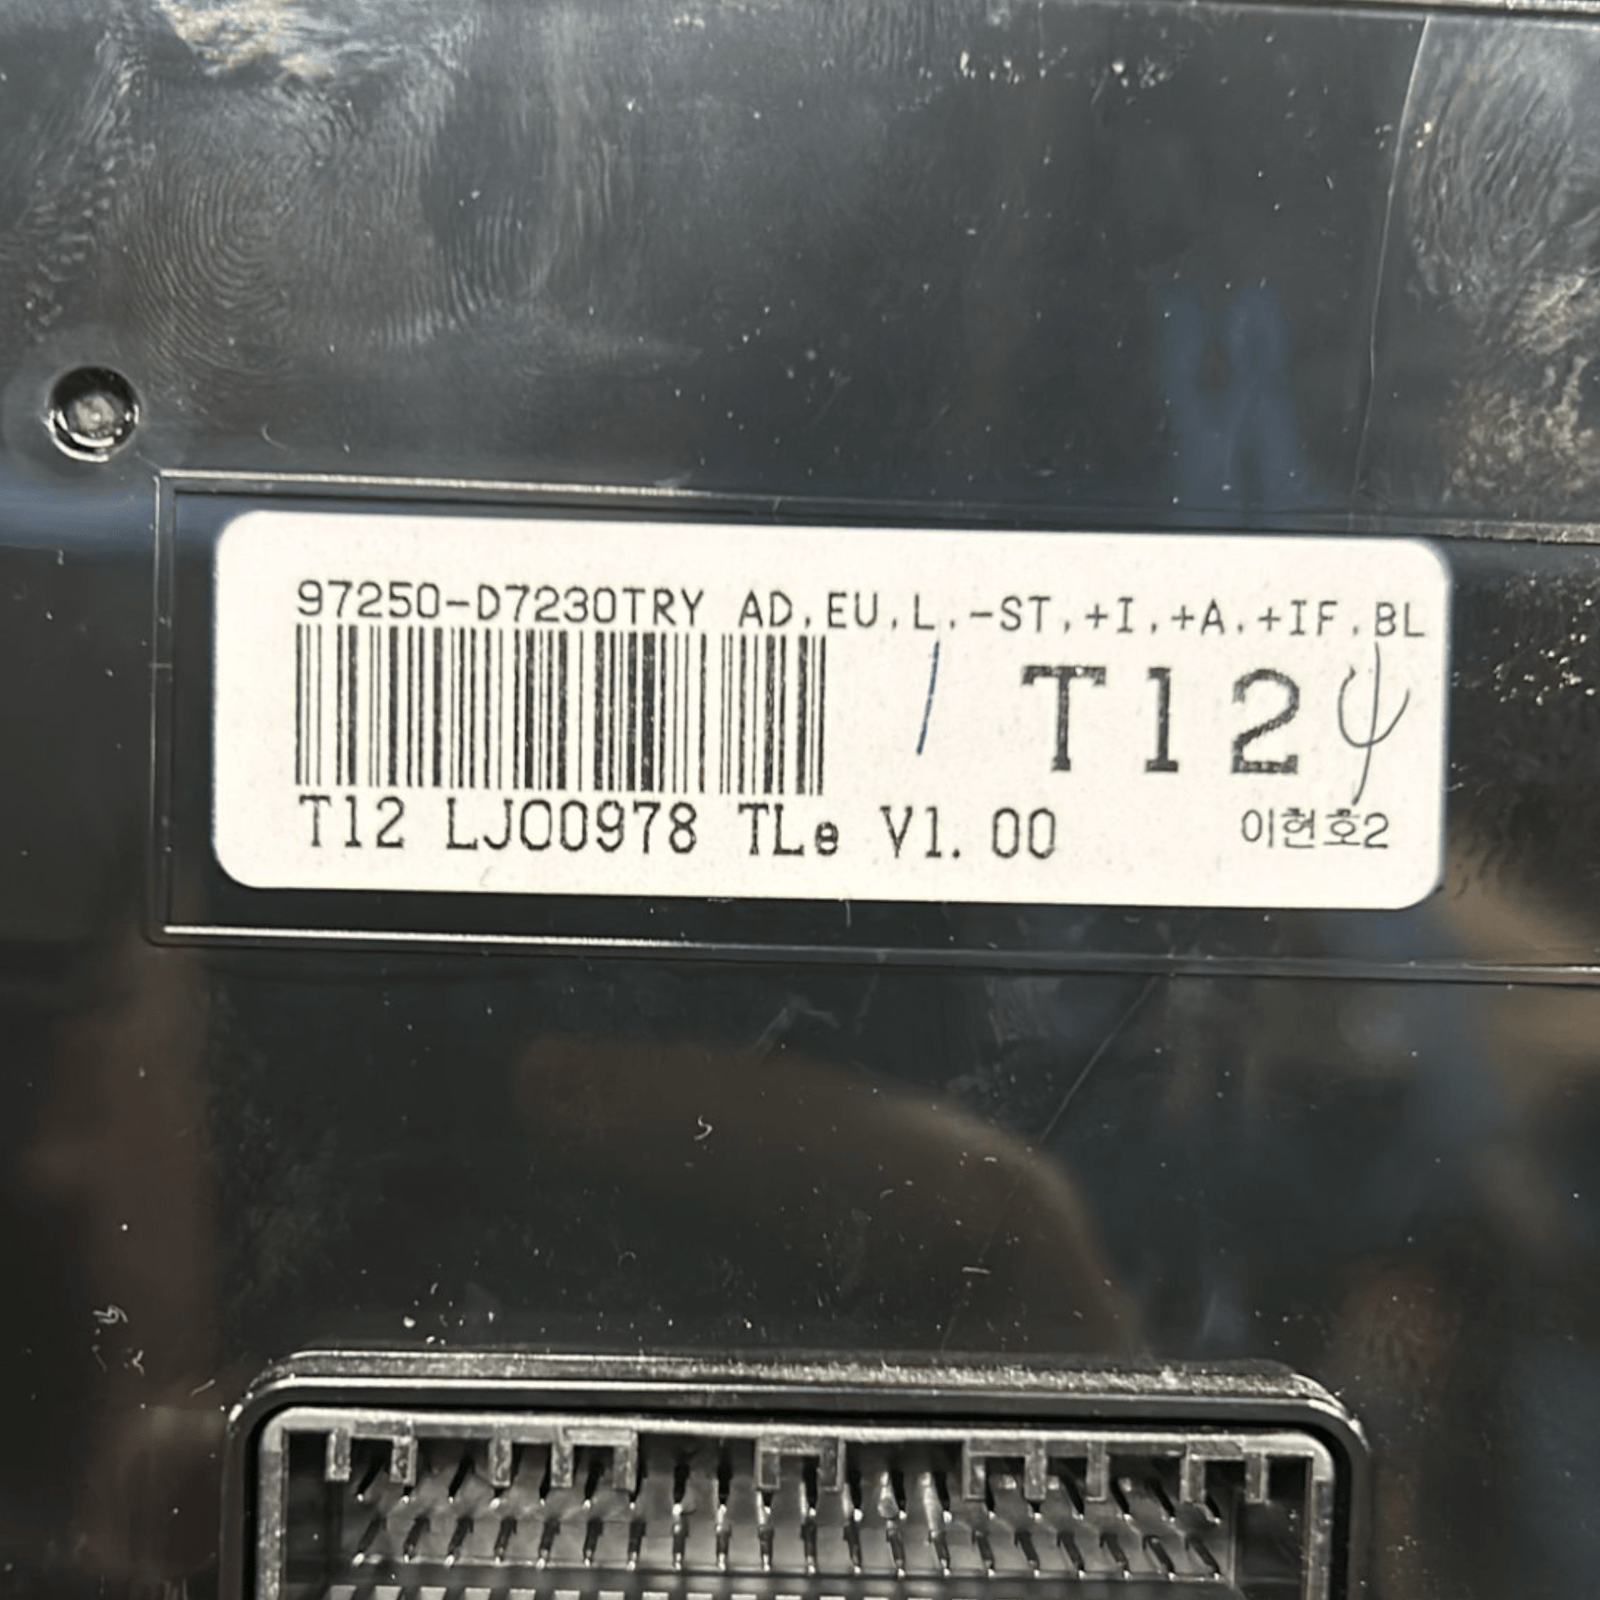 97250-D7230TRY AD,EU,L,-ST,+I,+A,+IF,BL
T12
T12 LJ00978 TLe V1.00
이현호2